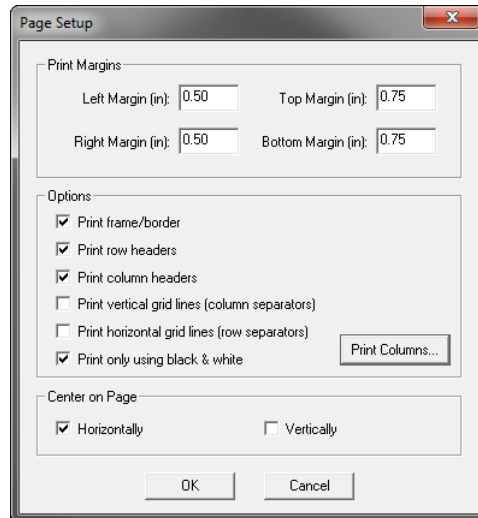 Page Setup
Print Margins
Left Margin (in): 0.50 Top Margin (in): 0.75
Right Margin (in): 0.50 Bottom Margin (in): 0.75
Options
Print frame/border
Print row headers
Print column headers
Print vertical grid lines (column separators)
Print horizontal grid lines (row separators)
Print only using black & white
Print Columns...
Center on Page
Horizontally Vertically
OK Cancel